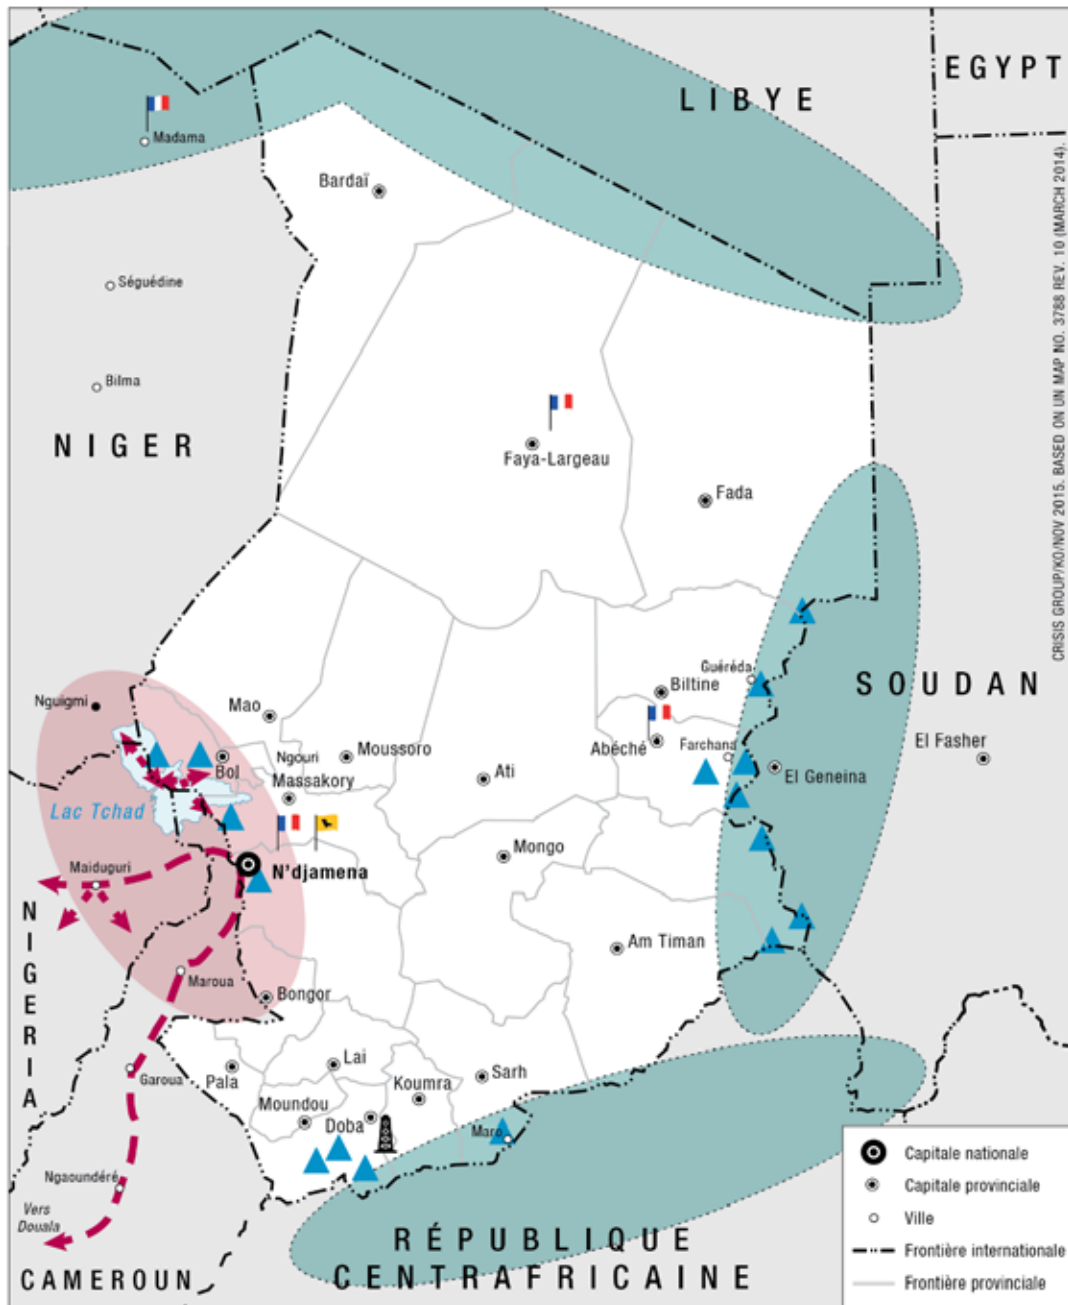 EGYPT
LIBYE
Madama
Bardaï
Séguédine
Bilma
NIGER
Faya-Largeau
Fada
CRISIS GROUP/KO/NOV 2015. BASED ON UN MAP NO. 3788 REV. 10 (MARCH 2014).
Guéréda
SOUDAN
Biltine
Nguigmi
Mao
Abéché
Farchana
El Fasher
Ngouri
Moussoro
Bol
Massakory
Ati
El Geneina
Lac Tchad
Mongo
N'djamena
Maiduguri
NIGERIA
Am Timan
Maroua
Bongor
Garoua
Pala
Lai
Koumra
Sarh
Moundou
Doba
Maro
Ngaoundéré
Vers
Douala
CAMEROUN
RÉPUBLIQUE
CENTRAFRICAINE
Capitale nationale
Capitale provinciale
Ville
Frontière internationale
Frontière provinciale